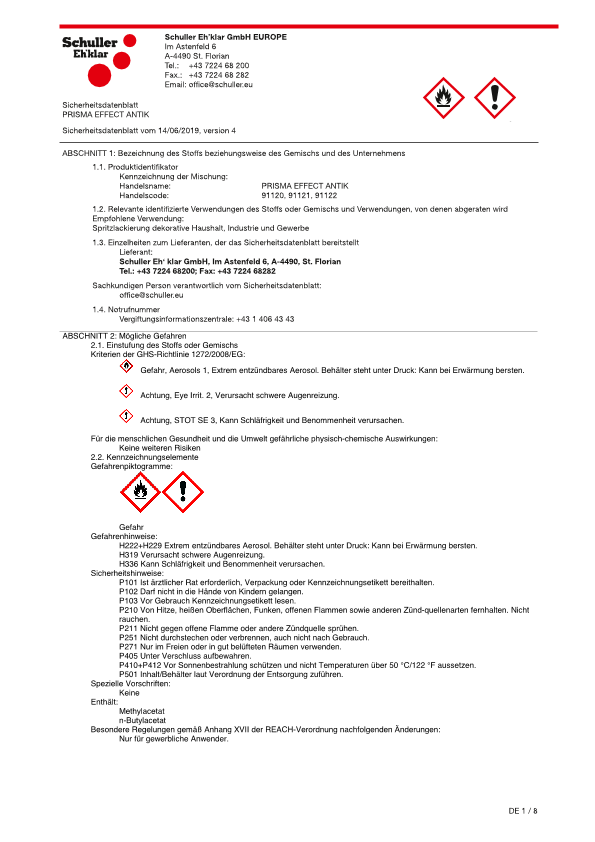 Schuller
Eh'klar
Schuller Eh'klar GmbH EUROPE
Im Astenfeld 6
A-4490 St. Florian
Tel.: +43 7224 68 200
Fax.: +43 7224 68 282
Email: office@schuller.eu
Sicherheitsdatenblatt
PRISMA EFFECT ANTIK
Sicherheitsdatenblatt vom 14/06/2019, version 4
ABSCHNITT 1: Bezeichnung des Stoffs beziehungsweise des Gemischs und des Unternehmens
1.1. Produktidentifikator
Kennzeichnung der Mischung:
Handelsname: PRISMA EFFECT ANTIK
Handelscode: 91120, 91121, 91122
1.2. Relevante identifizierte Verwendungen des Stoffs oder Gemischs und Verwendungen, von denen abgeraten wird
Empfohlene Verwendung:
Spritzlackierung dekorative Haushalt, Industrie und Gewerbe
1.3. Einzelheiten zum Lieferanten, der das Sicherheitsdatenblatt bereitstellt
Lieferant:
Schuller Eh' klar GmbH, Im Astenfeld 6, A-4490, St. Florian
Tel.: +43 7224 68200; Fax: +43 7224 68282
Sachkundigen Person verantwortlich vom Sicherheitsdatenblatt:
office@schuller.eu
1.4. Notrufnummer
Vergiftungsinformationszentrale: +43 1 406 43 43
ABSCHNITT 2: Mögliche Gefahren
2.1. Einstufung des Stoffs oder Gemischs
Kriterien der GHS-Richtlinie 1272/2008/EG:
Gefahr, Aerosols 1, Extrem entzündbares Aerosol. Behälter steht unter Druck: Kann bei Erwärmung bersten.
Achtung, Eye Irrit. 2, Verursacht schwere Augenreizung.
Achtung, STOT SE 3, Kann Schläfrigkeit und Benommenheit verursachen.
Für die menschlichen Gesundheit und die Umwelt gefährliche physisch-chemische Auswirkungen:
Keine weiteren Risiken
2.2. Kennzeichnungselemente
Gefahrenpiktogramme:
Gefahr
Gefahrenhinweise:
H222+H229 Extrem entzündbares Aerosol. Behälter steht unter Druck: Kann bei Erwärmung bersten.
H319 Verursacht schwere Augenreizung.
H336 Kann Schläfrigkeit und Benommenheit verursachen.
Sicherheitshinweise:
P101 Ist ärztlicher Rat erforderlich, Verpackung oder Kennzeichnungsetikett bereithalten.
P102 Darf nicht in die Hände von Kindern gelangen.
P103 Vor Gebrauch Kennzeichnungsetikett lesen.
P210 Von Hitze, heißen Oberflächen, Funken, offenen Flammen sowie anderen Zünd-quellenarten fernhalten. Nicht
rauchen.
P211 Nicht gegen offene Flamme oder andere Zündquelle sprühen.
P251 Nicht durchstechen oder verbrennen, auch nicht nach Gebrauch.
P271 Nur im Freien oder in gut belüfteten Räumen verwenden.
P405 Unter Verschluss aufbewahren.
P410+P412 Vor Sonnenbestrahlung schützen und nicht Temperaturen über 50 °C/122 °F aussetzen.
P501 Inhalt/Behälter laut Verordnung der Entsorgung zuführen.
Spezielle Vorschriften:
Keine
Enthält:
Methylacetat
n-Butylacetat
Besondere Regelungen gemäß Anhang XVII der REACH-Verordnung nachfolgenden Änderungen:
Nur für gewerbliche Anwender.
DE 1 / 8